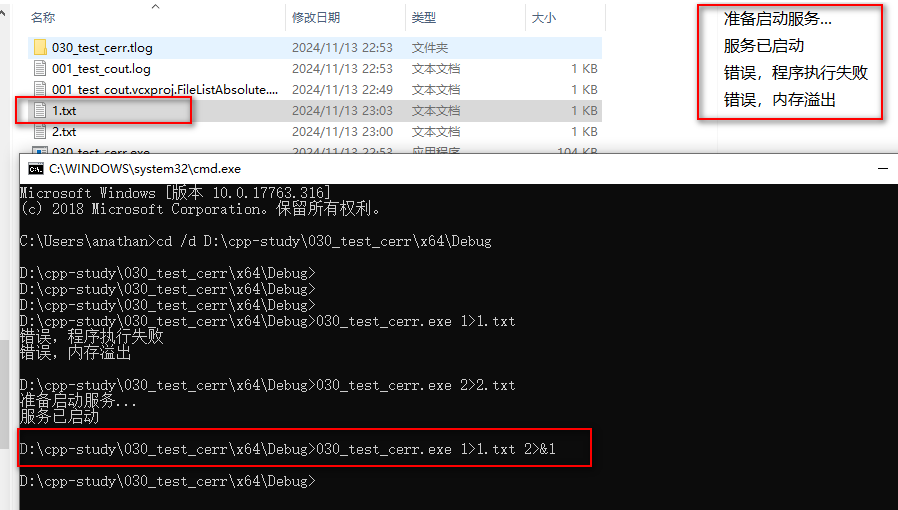 名称 修改日期 类型 大小
030_test_cerr.tlog 2024/11/13 22:53 文件夹
001_test_cout.log 2024/11/13 22:53 文本文档 1 KB
001_test_cout.vcxproj.FileListAbsolute.... 2024/11/13 22:49 文本文档 1 KB
1.txt 2024/11/13 23:03 文本文档 1 KB
2.txt 2024/11/13 23:00 文本文档 1 KB
030_test_cerr.exe 2024/11/13 22:53 应用程序 104 KB
准备启动服务...
服务已启动
错误，程序执行失败
错误，内存溢出
C:\WINDOWS\system32\cmd.exe
Microsoft Windows [版本 10.0.17763.316]
(c) 2018 Microsoft Corporation。保留所有权利。
C:\Users\anathan>cd /d D:\cpp-study\030_test_cerr\x64\Debug
D:\cpp-study\030_test_cerr\x64\Debug>
D:\cpp-study\030_test_cerr\x64\Debug>
D:\cpp-study\030_test_cerr\x64\Debug>
D:\cpp-study\030_test_cerr\x64\Debug>030_test_cerr.exe 1>1.txt
错误，程序执行失败
错误，内存溢出
D:\cpp-study\030_test_cerr\x64\Debug>030_test_cerr.exe 2>2.txt
准备启动服务...
服务已启动
D:\cpp-study\030_test_cerr\x64\Debug>030_test_cerr.exe 1>1.txt 2>&1
D:\cpp-study\030_test_cerr\x64\Debug>